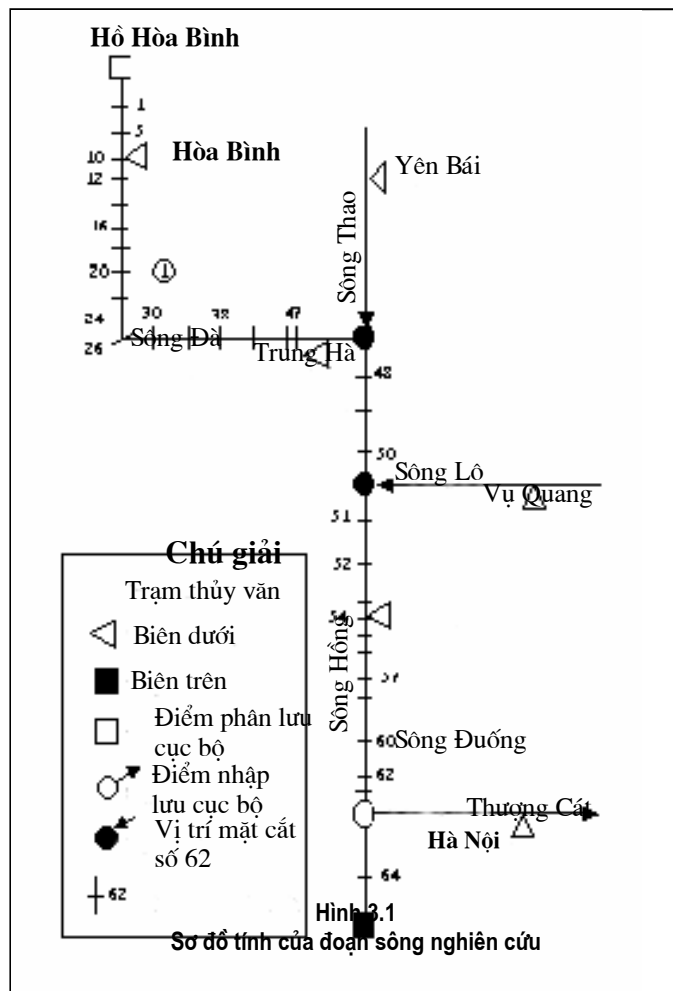 Hồ Hòa Bình
1
5
10
Hòa Bình
12
16
20
1
24
26
30
38
47
Sông Đà
Trung Hà
Yên Bái
Sông Thao
48
50
Sông Lô
Vụ Quang
51
52
54
Sông Hồng
57
60
Sông Đuống
62
Thượng Cát
Hà Nội
64
Chú giải
Trạm thủy văn
Biên dưới
Biên trên
Điểm phân lưu
cục bộ
Điểm nhập
lưu cục bộ
Vị trí mặt cắt
số 62
62
Hình 3.1
Sơ đồ tính của đoạn sông nghiên cứu